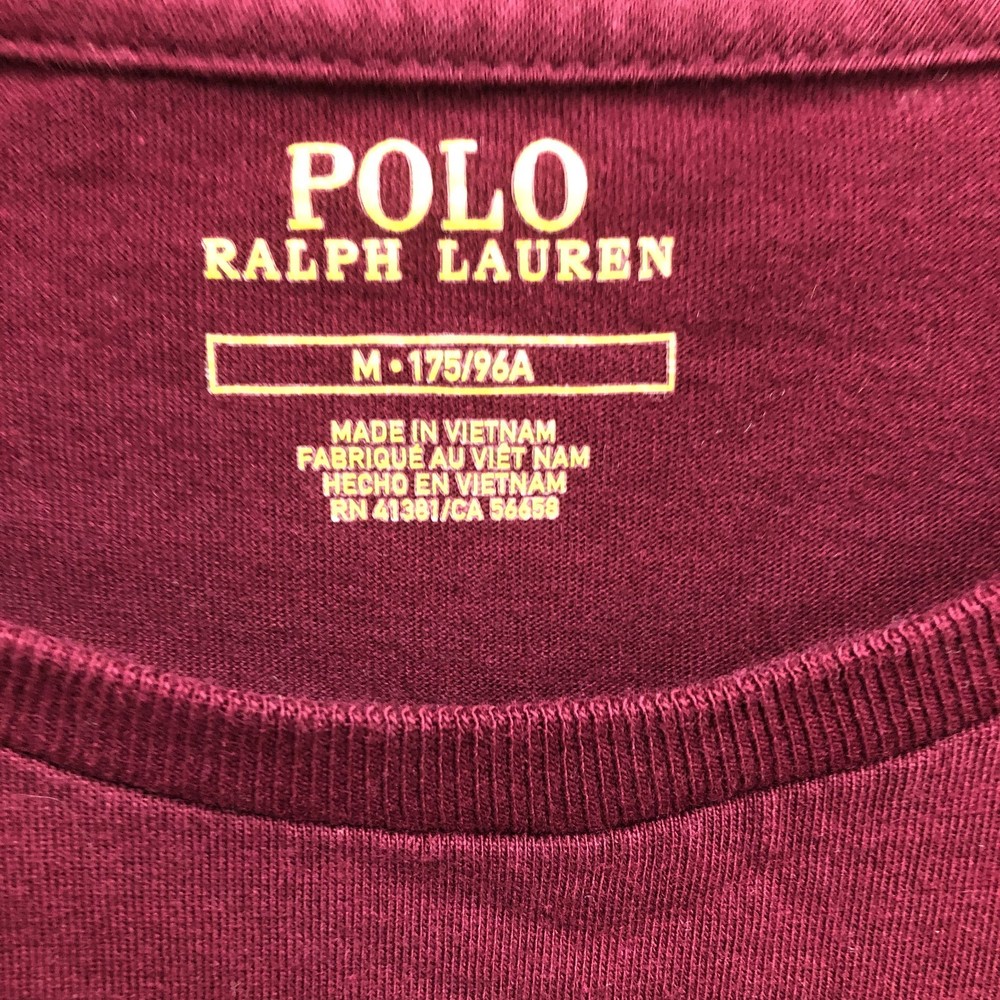 POLO
RALPH LAUREN
M • 175/96A
MADE IN VIETNAM
FABRIQUÉ AU VIÊT NAM
HECHO EN VIETNAM
RN 41381/CA 56658